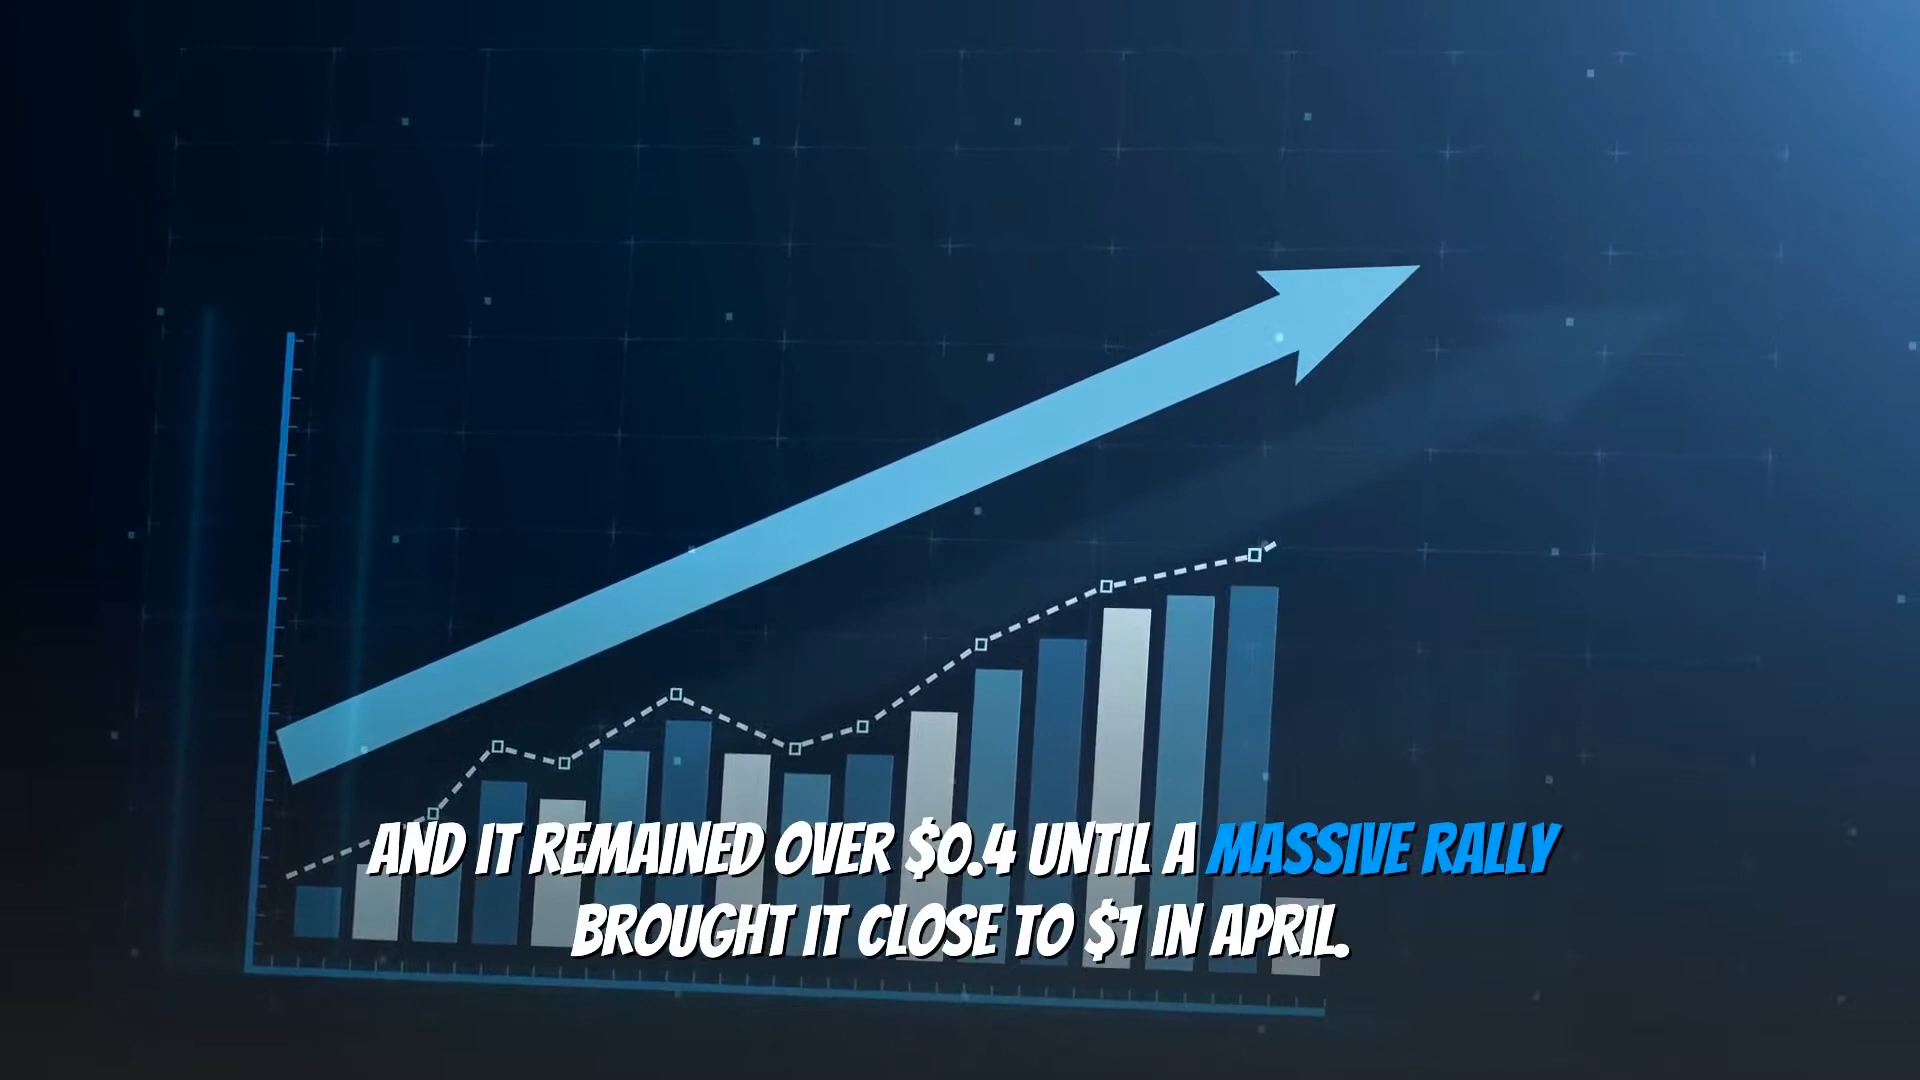 AND IT REMAINED OVER $0.4 UNTIL A MASSIVE RALLY
BROUGHT IT CLOSE TO $1 IN APRIL.